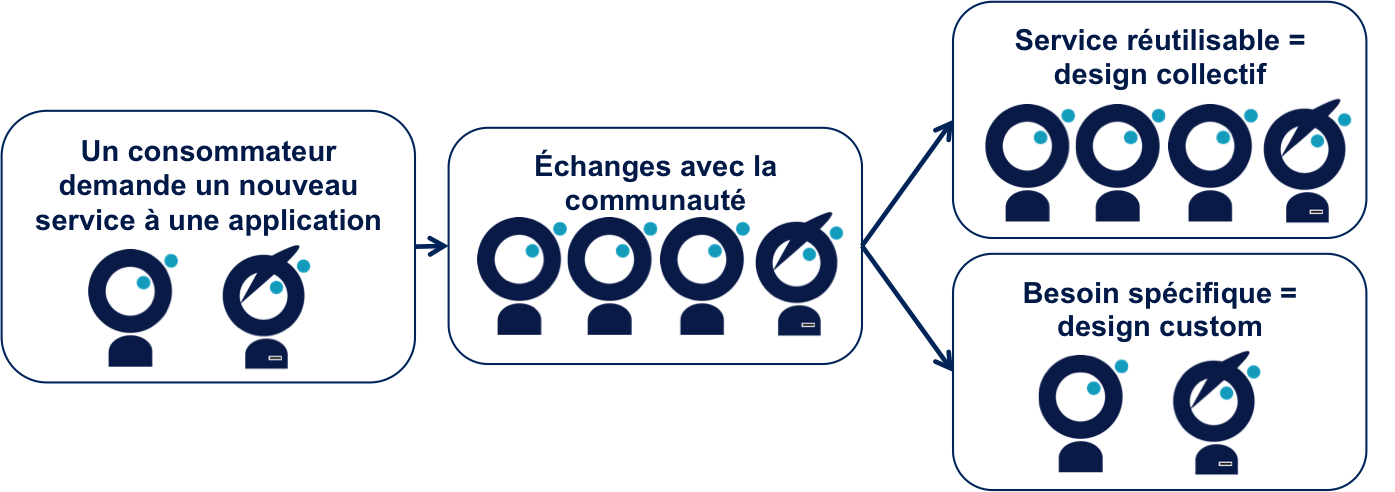 Un consommateur
demande un nouveau
service à une application
Échanges avec la
communauté
Service réutilisable =
design collectif
Besoin spécifique =
design custom